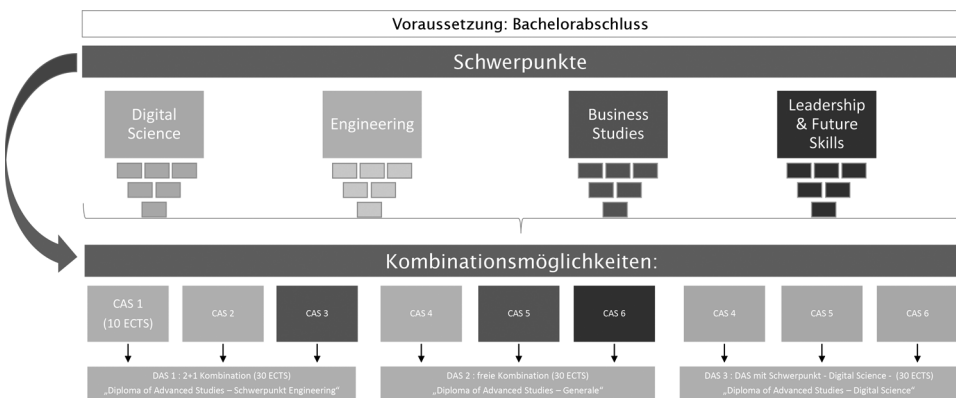 Voraussetzung: Bachelorabschluss
Schwerpunkte
Digital
Science
Engineering
Business
Studies
Leadership
& Future
Skills
Kombinationsmöglichkeiten:
CAS 1
(10 ECTS)
CAS 2
CAS 3
CAS 4
CAS 5
CAS 6
CAS 4
CAS 5
CAS 6
DAS 1 : 2+1 Kombination (30 ECTS)
„Diploma of Advanced Studies – Schwerpunkt Engineering“
DAS 2 : freie Kombination (30 ECTS)
„Diploma of Advanced Studies – Generale“
DAS 3 : DAS mit Schwerpunkt - Digital Science - (30 ECTS)
„Diploma of Advanced Studies – Digital Science“